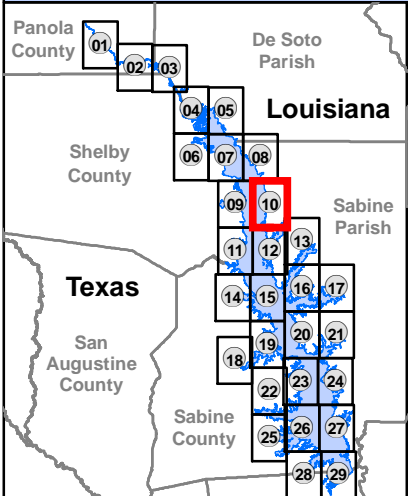 Panola
County
01
De Soto
Parish
02
03
04
05
Louisiana
Shelby
County
06
07
08
09
10
Sabine
Parish
11
12
13
Texas
14
15
16
17
San
Augustine
County
18
19
20
21
Sabine
County
22
23
24
25
26
27
28
29